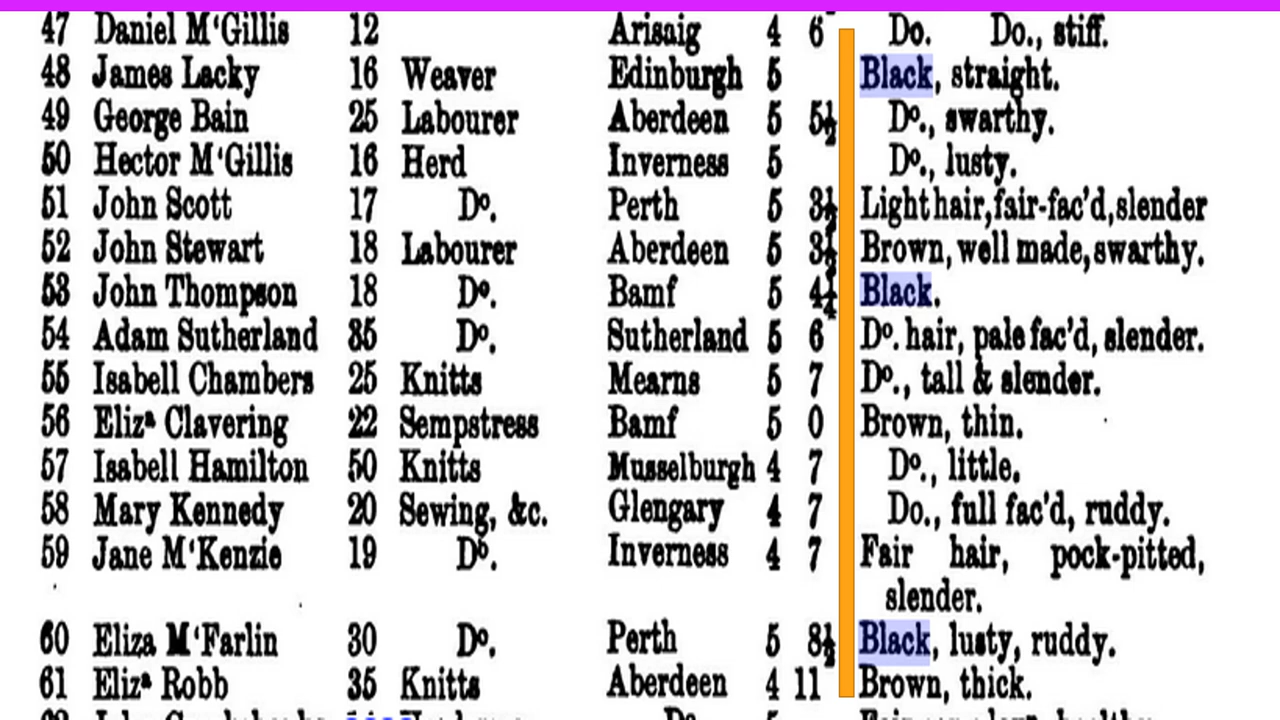 47 Daniel M‘Gillis 12 Arisaig 4 6 Do. Do., stiff.
48 James Lacky 16 Weaver Edinburgh 5 Black, straight.
49 George Bain 25 Labourer Aberdeen 5 5½ Do., swarthy.
50 Hector M‘Gillis 16 Herd Inverness 5 Do., lusty.
51 John Scott 17 Do. Perth 5 3½ Light hair, fair-fac’d, slender
52 John Stewart 18 Labourer Aberdeen 5 3½ Brown, well made, swarthy.
53 John Thompson 18 Do. Bamf 5 4¼ Black.
54 Adam Sutherland 35 Do. Sutherland 5 6 Do. hair, pale fac’d, slender.
55 Isabell Chambers 25 Knitts Mearns 5 7 Do., tall & slender.
56 Eliza Clavering 22 Sempstress Bamf 5 0 Brown, thin.
57 Isabell Hamilton 50 Knitts Musselburgh 4 7 Do., little.
58 Mary Kennedy 20 Sewing, &c. Glengary 4 7 Do., full fac’d, ruddy.
59 Jane M‘Kenzie 19 Do. Inverness 4 7 Fair hair, pock-pitted,
slender.
60 Eliza M‘Farlin 30 Do. Perth 5 8½ Black, lusty, ruddy.
61 Eliza Robb 35 Knitts Aberdeen 4 11 Brown, thick.